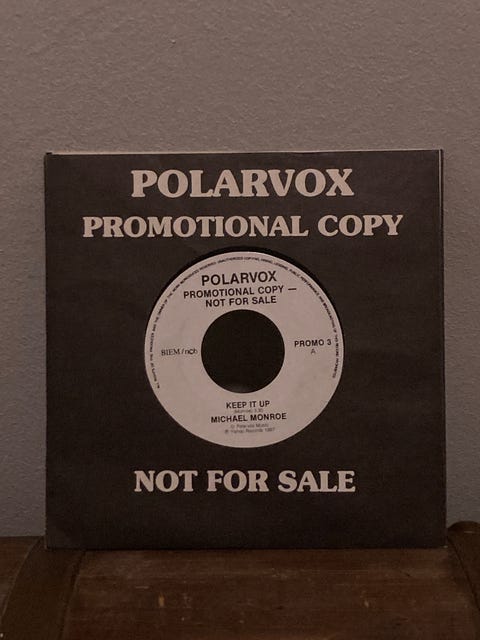 POLARVOX
PROMOTIONAL COPY
POLARVOX
PROMOTIONAL COPY —
NOT FOR SALE
BIEM/ncb
PROMO 3
A
KEEP IT UP
MICHAEL MONROE
NOT FOR SALE